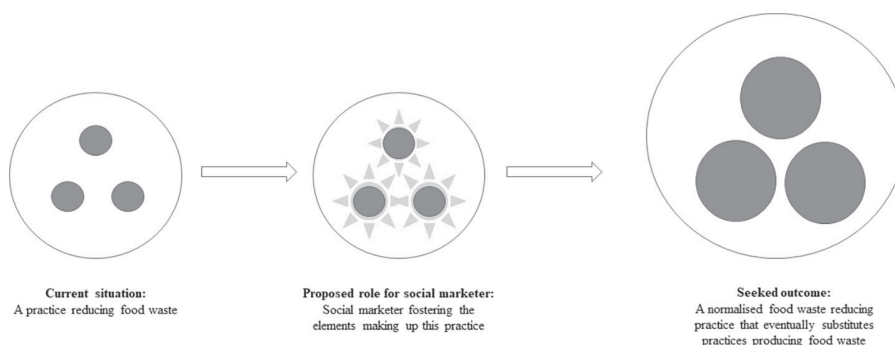 Current situation:
A practice reducing food waste
Proposed role for social marketer:
Social marketer fostering the
elements making up this practice
Seeked outcome:
A normalised food waste reducing
practice that eventually substitutes
practices producing food waste